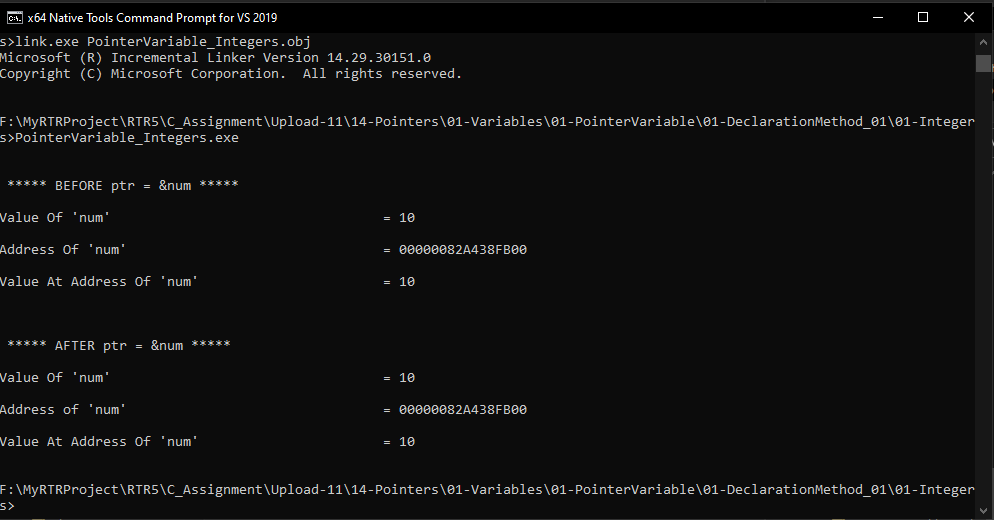 x64 Native Tools Command Prompt for VS 2019
s>link.exe PointerVariable_Integers.obj
Microsoft (R) Incremental Linker Version 14.29.30151.0
Copyright (C) Microsoft Corporation.  All rights reserved.
F:\MyRTRProject\RTR5\C_Assignment\Upload-11\14-Pointers\01-Variables\01-PointerVariable\01-DeclarationMethod_01\01-Integer
s>PointerVariable_Integers.exe
***** BEFORE ptr = &num *****
Value Of 'num' = 10
Address Of 'num' = 00000082A438FB00
Value At Address Of 'num' = 10
***** AFTER ptr = &num *****
Value Of 'num' = 10
Address of 'num' = 00000082A438FB00
Value At Address Of 'num' = 10
F:\MyRTRProject\RTR5\C_Assignment\Upload-11\14-Pointers\01-Variables\01-PointerVariable\01-DeclarationMethod_01\01-Integer
s>